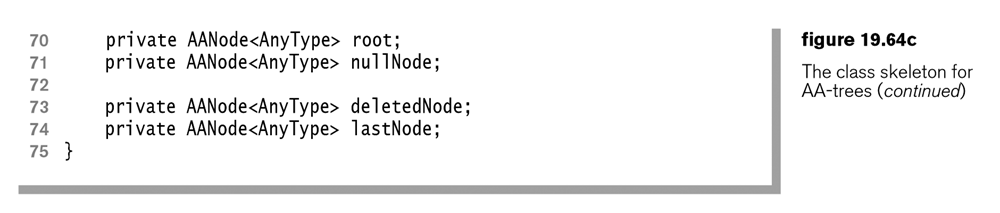 70 private AANode<AnyType> root;
71 private AANode<AnyType> nullNode;
72
73 private AANode<AnyType> deletedNode;
74 private AANode<AnyType> lastNode;
75 }
figure 19.64c
The class skeleton for
AA-trees (continued)